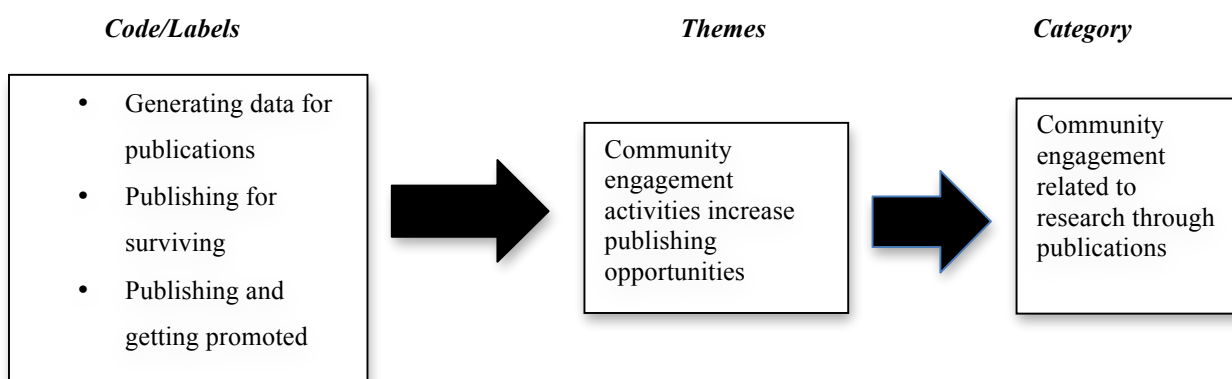 Code/Labels
Themes
Category
• Generating data for
publications
• Publishing for
surviving
• Publishing and
getting promoted
Community
engagement
activities increase
publishing
opportunities
Community
engagement
related to
research through
publications